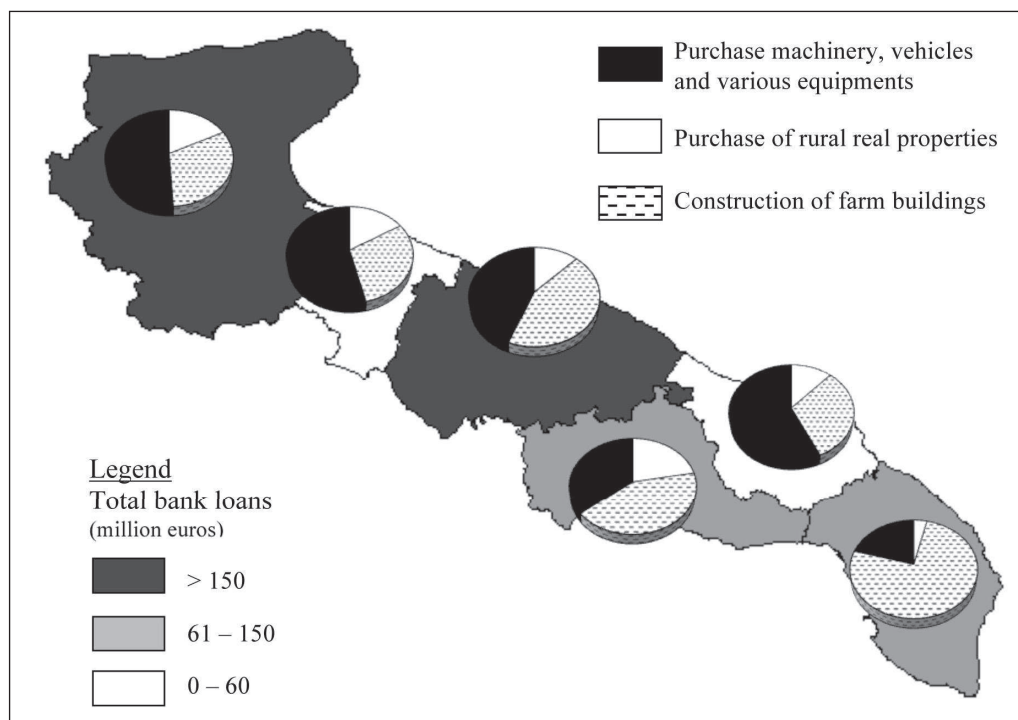 Purchase machinery, vehicles
and various equipments
Purchase of rural real properties
Construction of farm buildings
Legend
Total bank loans
(million euros)
> 150
61 – 150
0 – 60